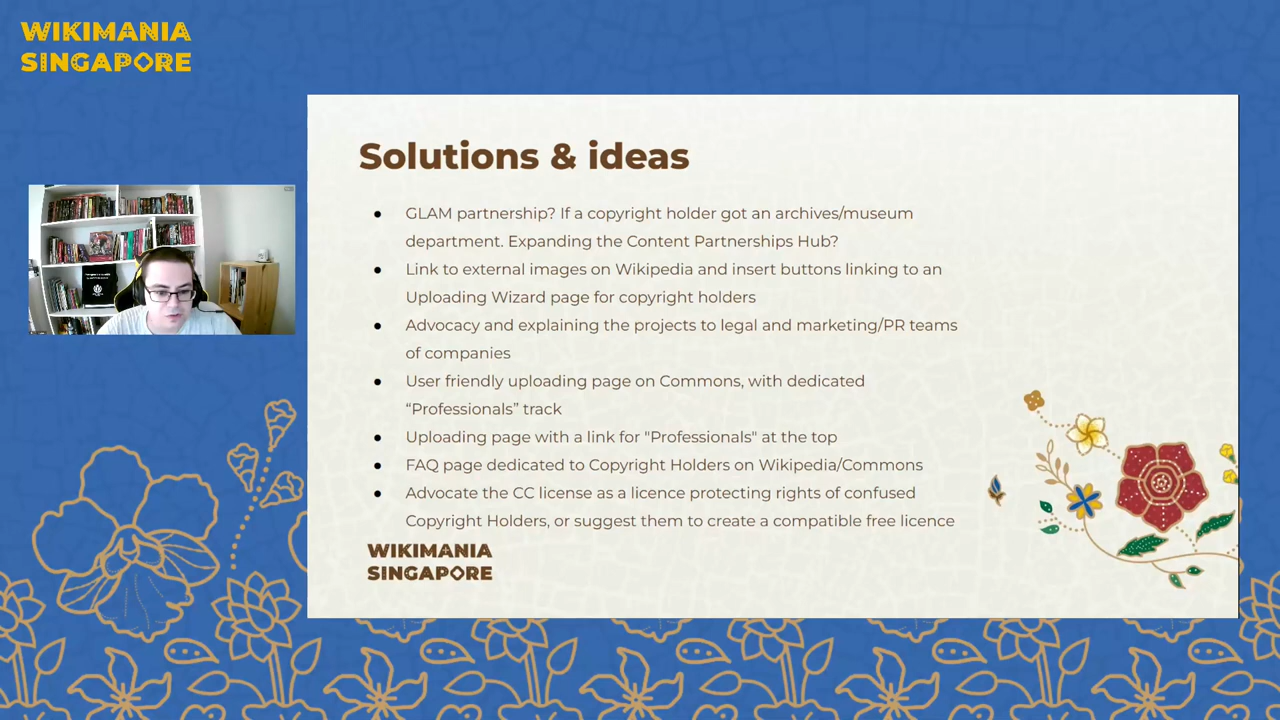 WIKIMANIA
SINGAPORE
Solutions & ideas
● GLAM partnership? If a copyright holder got an archives/museum
department. Expanding the Content Partnerships Hub?
● Link to external images on Wikipedia and insert buttons linking to an
Uploading Wizard page for copyright holders
● Advocacy and explaining the projects to legal and marketing/PR teams
of companies
● User friendly uploading page on Commons, with dedicated
“Professionals” track
● Uploading page with a link for "Professionals" at the top
● FAQ page dedicated to Copyright Holders on Wikipedia/Commons
● Advocate the CC license as a licence protecting rights of confused
Copyright Holders, or suggest them to create a compatible free licence
WIKIMANIA
SINGAPORE